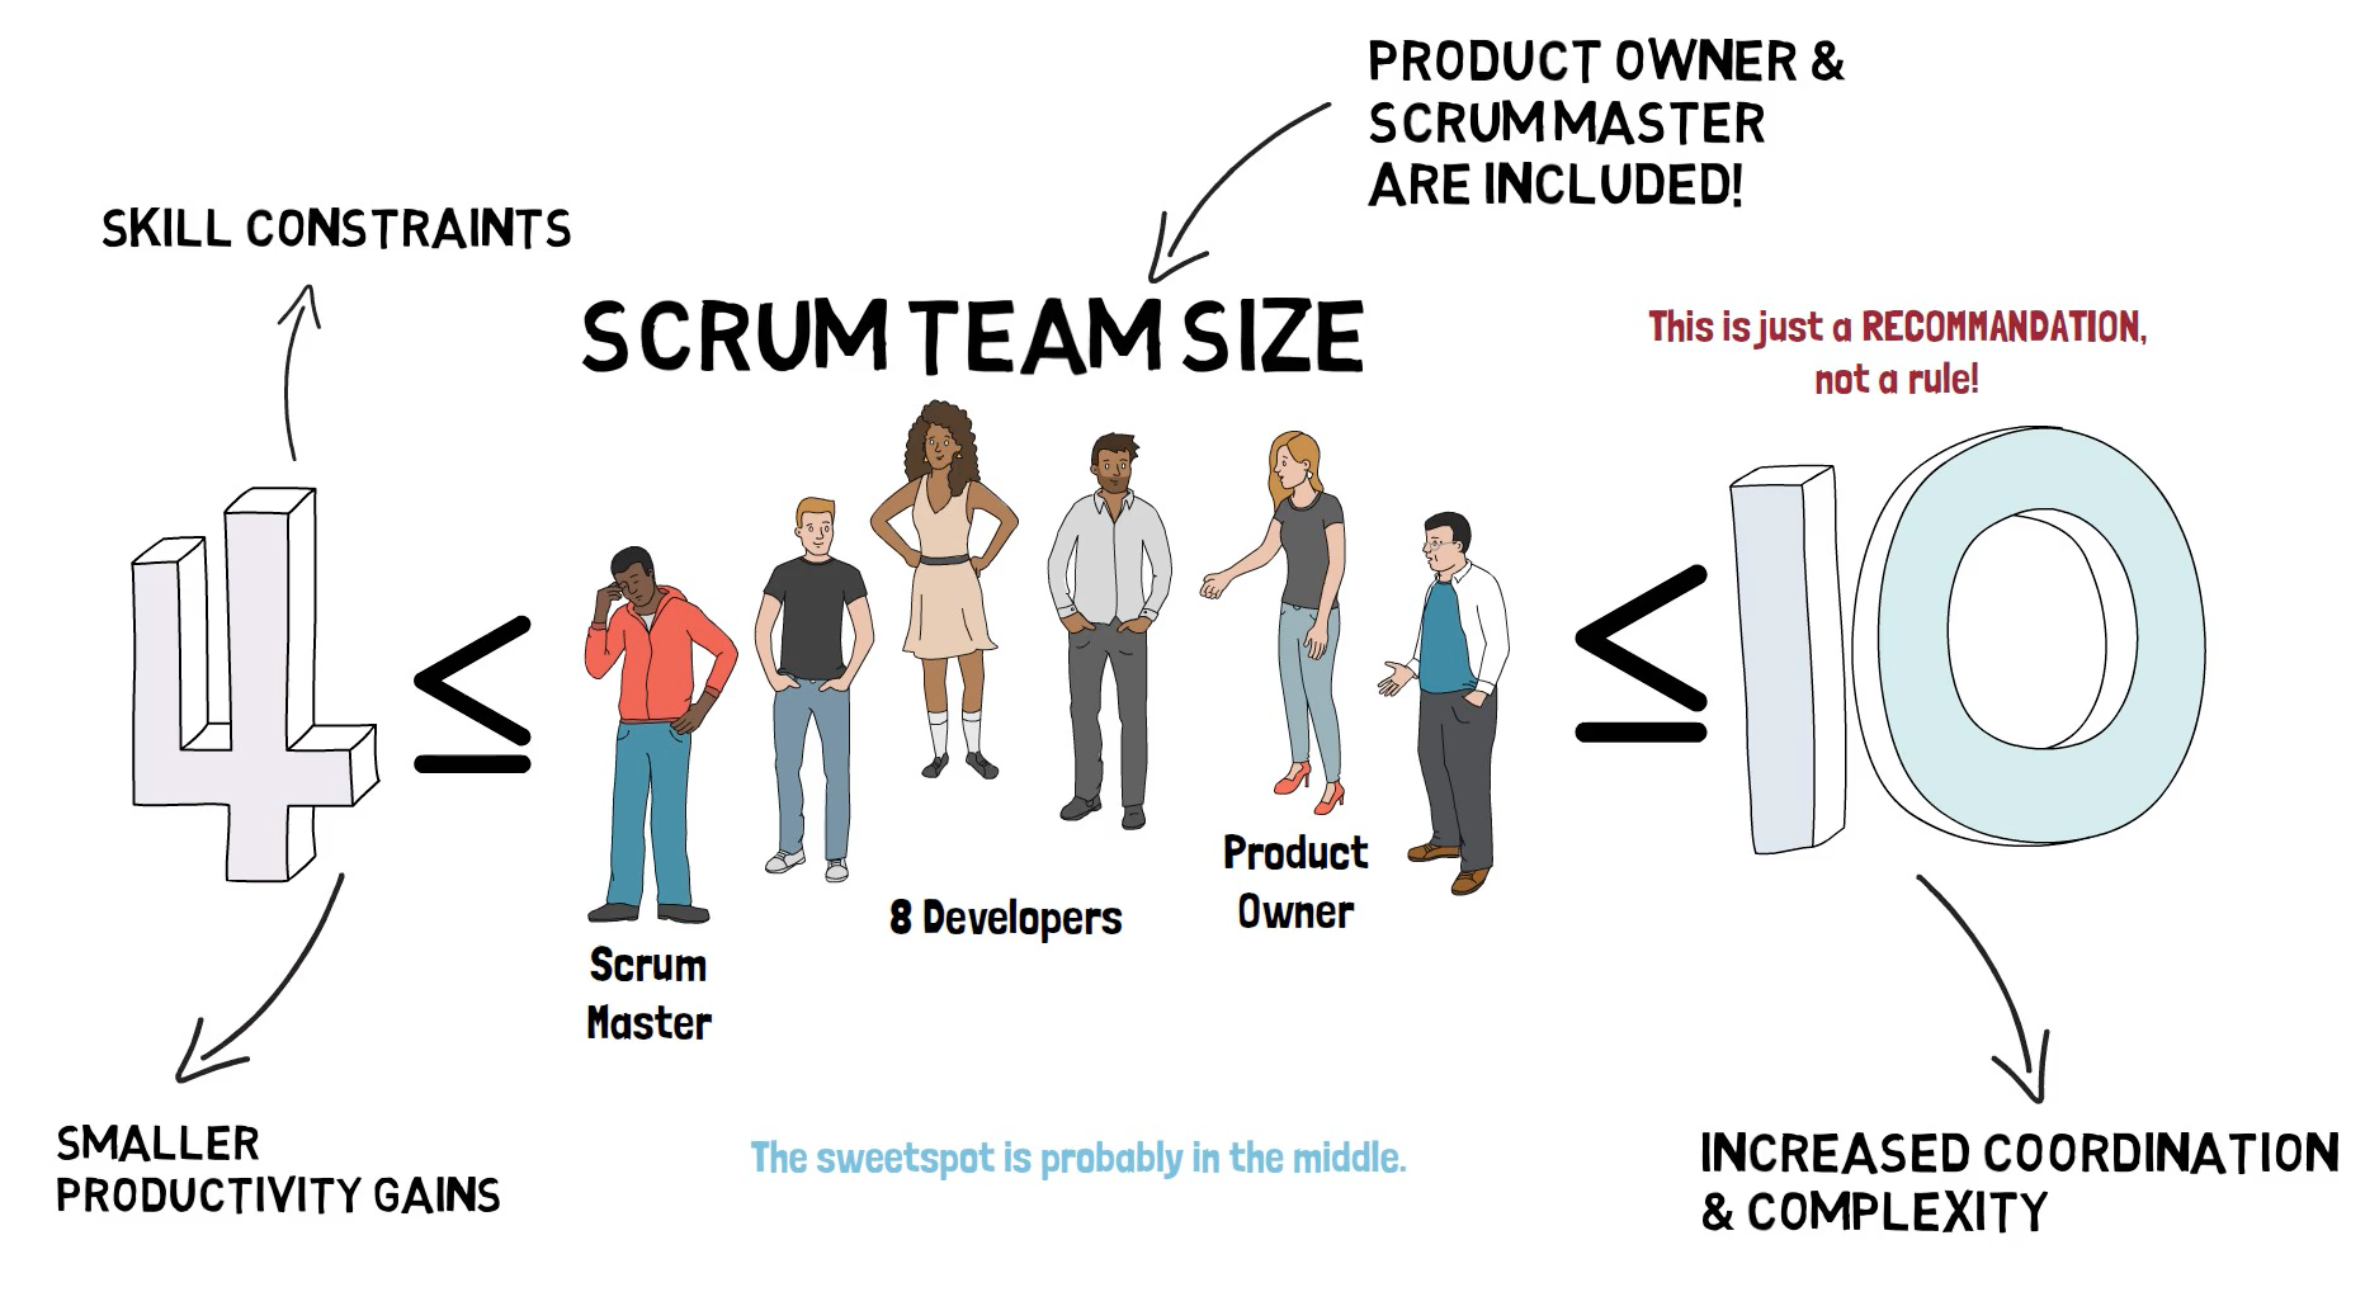 PRODUCT OWNER &
SCRUM MASTER
ARE INCLUDED!
SKILL CONSTRAINTS
SCRUM TEAM SIZE
This is just a RECOMMANDATION,
not a rule!
4 ≤
≤ 10
Product
Owner
8 Developers
Scrum
Master
SMALLER
PRODUCTIVITY GAINS
The sweetspot is probably in the middle.
INCREASED COORDINATION
& COMPLEXITY